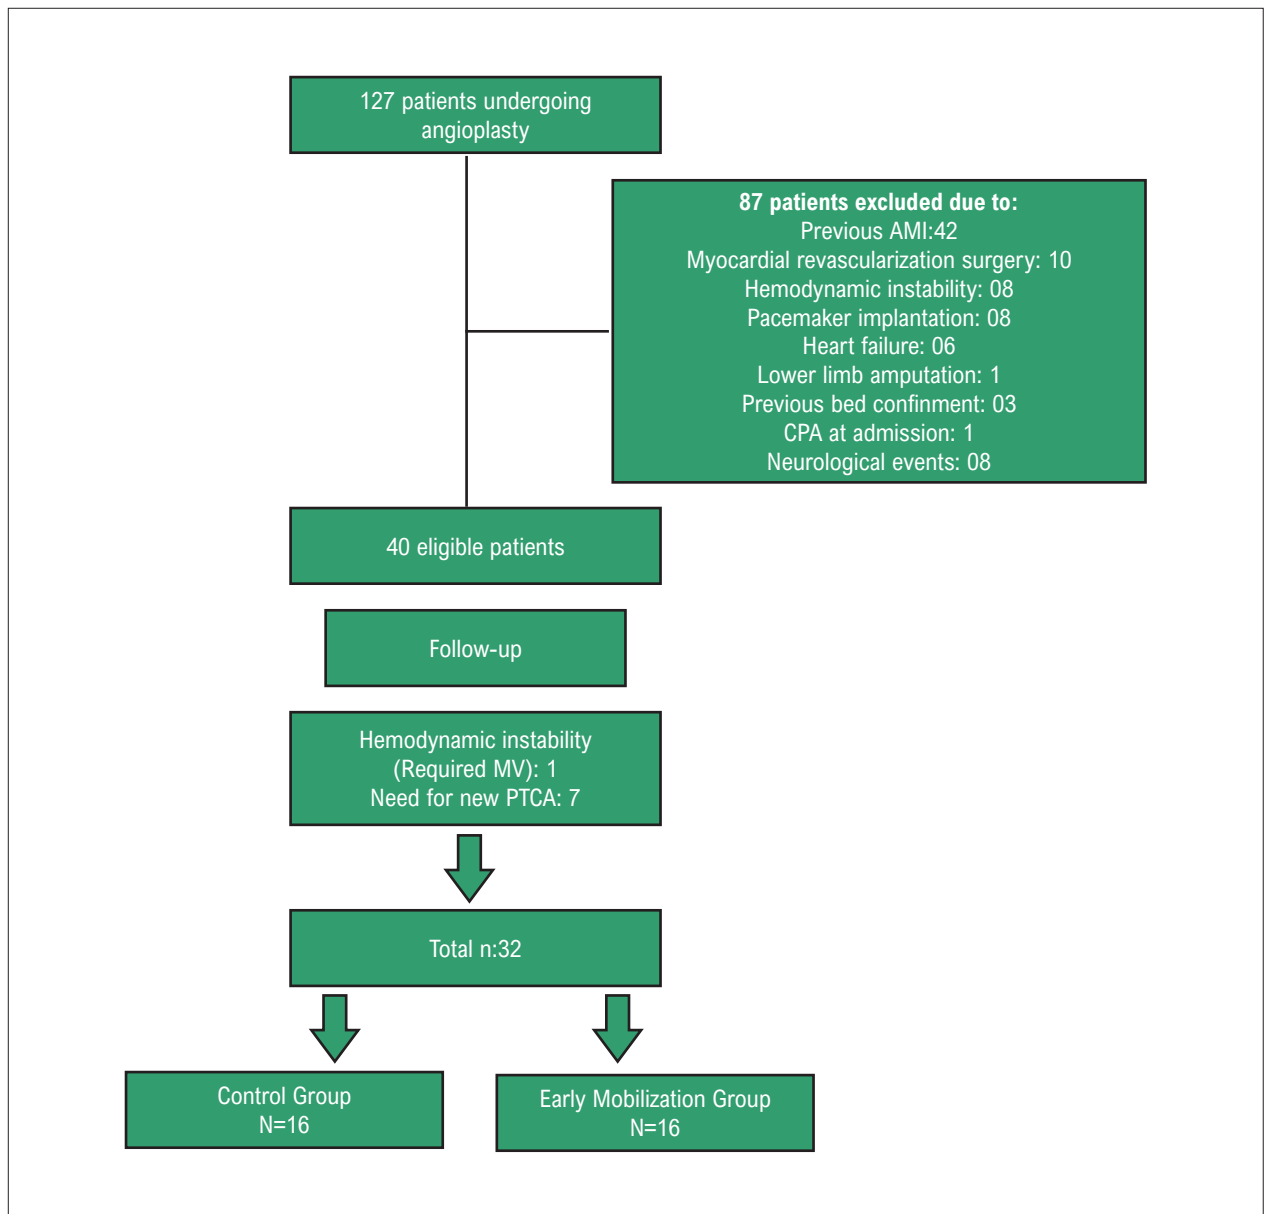 127 patients undergoing
angioplasty
87 patients excluded due to:
Previous AMI:42
Myocardial revascularization surgery: 10
Hemodynamic instability: 08
Pacemaker implantation: 08
Heart failure: 06
Lower limb amputation: 1
Previous bed confinment: 03
CPA at admission: 1
Neurological events: 08
40 eligible patients
Follow-up
Hemodynamic instability
(Required MV): 1
Need for new PTCA: 7
Total n:32
Control Group
N=16
Early Mobilization Group
N=16